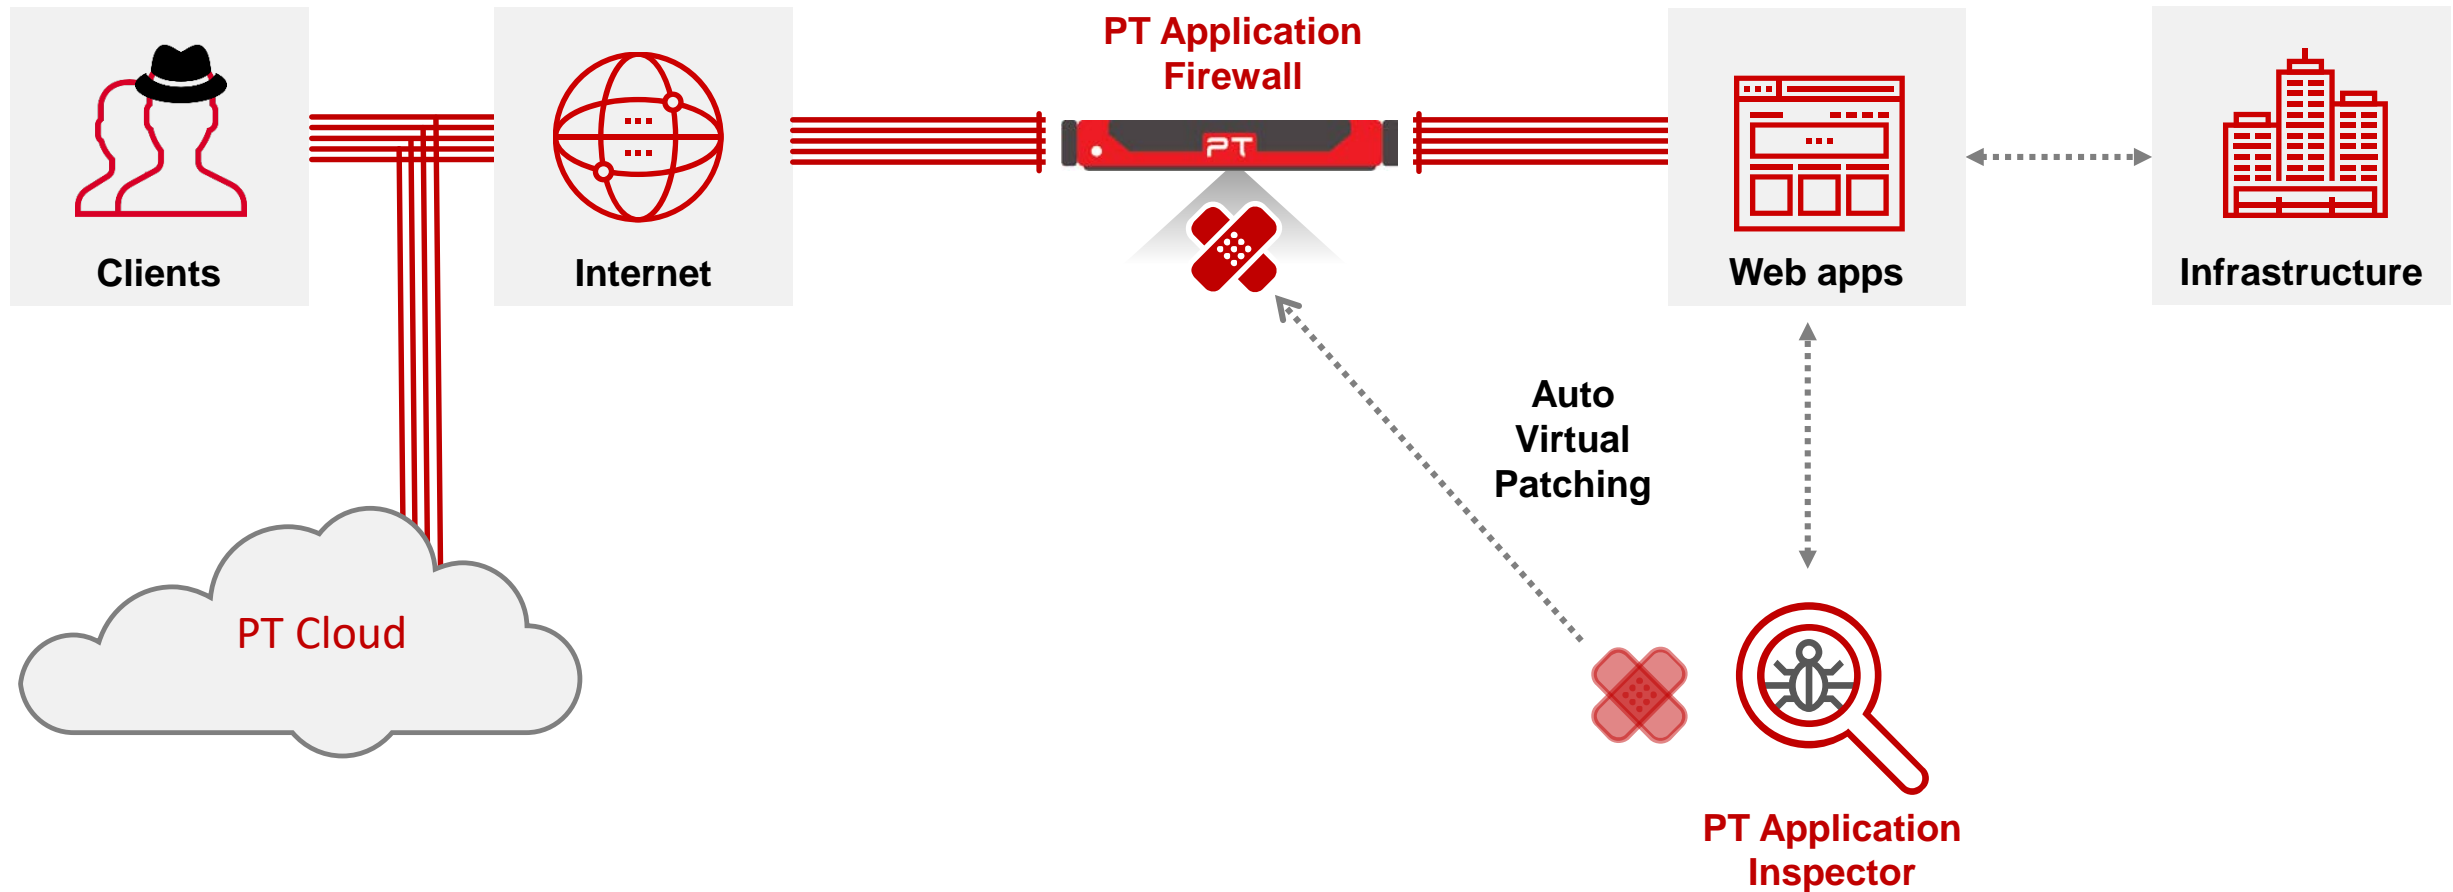 PT Application
Firewall
PT
Clients
Internet
Web apps
Infrastructure
Auto
Virtual
Patching
PT Cloud
PT Application
Inspector